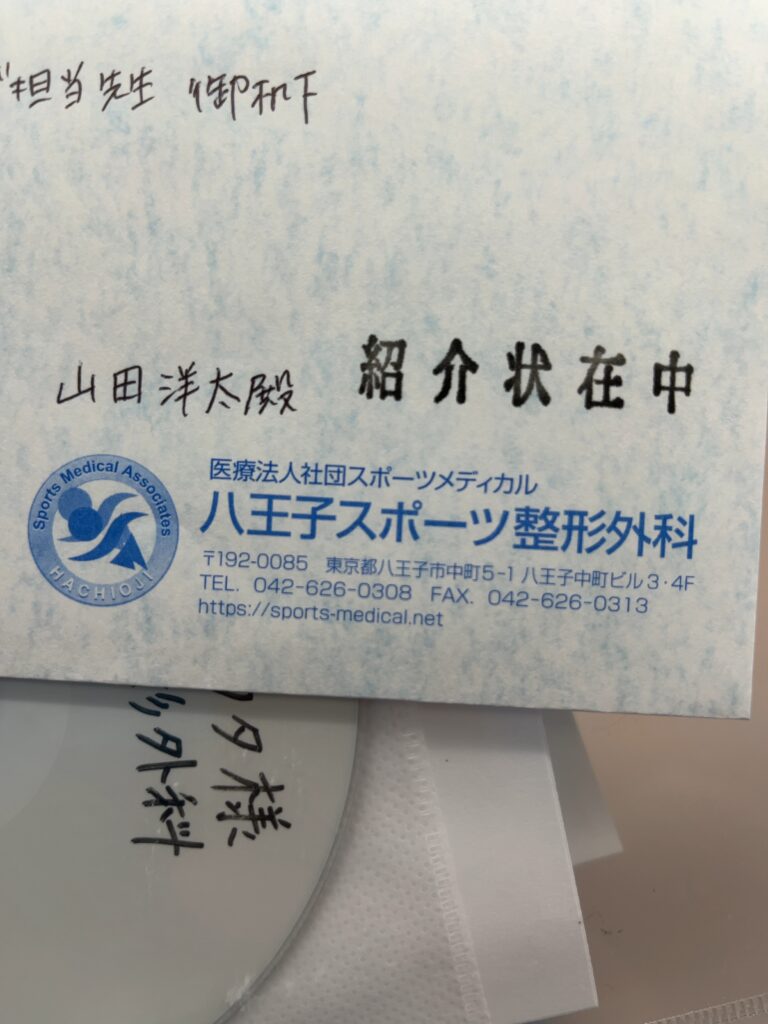 担当先生 御机下
山田洋太殿
紹介状在中
Sports Medical Associates
HACHIOJI
医療法人社団スポーツメディカル
八王子スポーツ整形外科
〒192-0085 東京都八王子市中町5-1 八王子中町ビル3・4F
TEL. 042-626-0308 FAX. 042-626-0313
https://sports-medical.net
タ様
外科